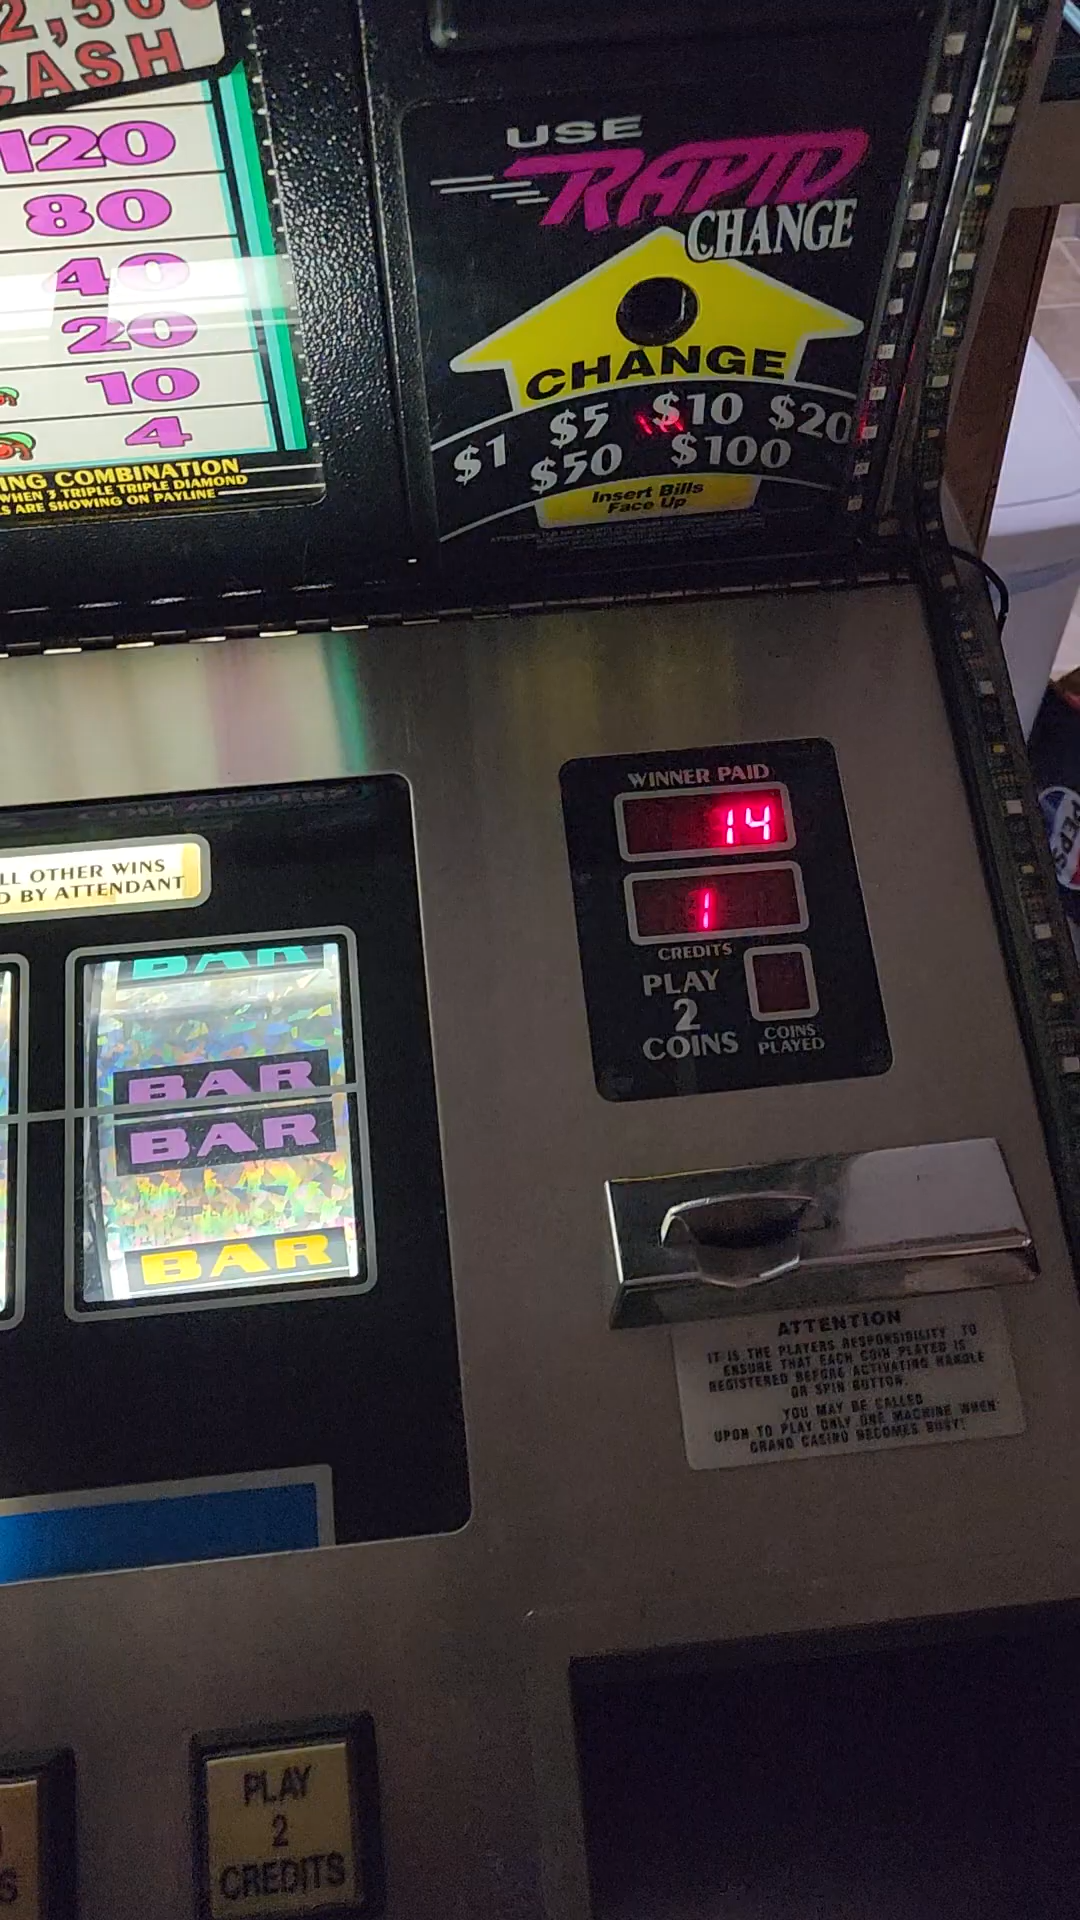 2,50
CASH
120
80
40
20
10
4
ING COMBINATION
WHEN 3 TRIPLE TRIPLE DIAMOND
S ARE SHOWING ON PAYLINE
USE
RAPID
CHANGE
CHANGE
$1 $5 $10 $20
$50 $100
Insert Bills
Face Up
WINNER PAID
14
1
CREDITS
PLAY
2
COINS
COINS
PLAYED
LL OTHER WINS
D BY ATTENDANT
BAR
BAR
BAR
BAR
ATTENTION
IT IS THE PLAYERS RESPONSIBILITY TO
ENSURE THAT EACH COIN PLAYED IS
REGISTERED BEFORE ACTIVATING HANDLE
OR SPIN BUTTON.
YOU MAY BE CALLED
UPON TO PLAY ONLY ONE MACHINE WHEN
GRAND CASINO BECOMES BUSY!
PLAY
2
CREDITS
S
PEPS